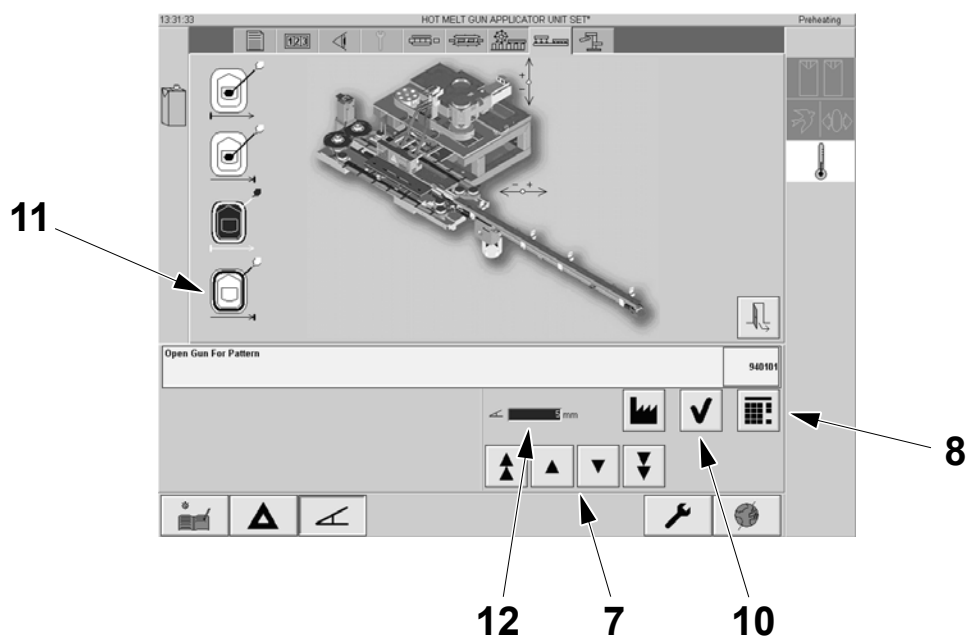 13:31:33 HOT MELT GUN APPLICATOR UNIT SET* Preheating
123
+
-
- +
11
Open Gun For Pattern
940101
5 mm
8
12 7 10